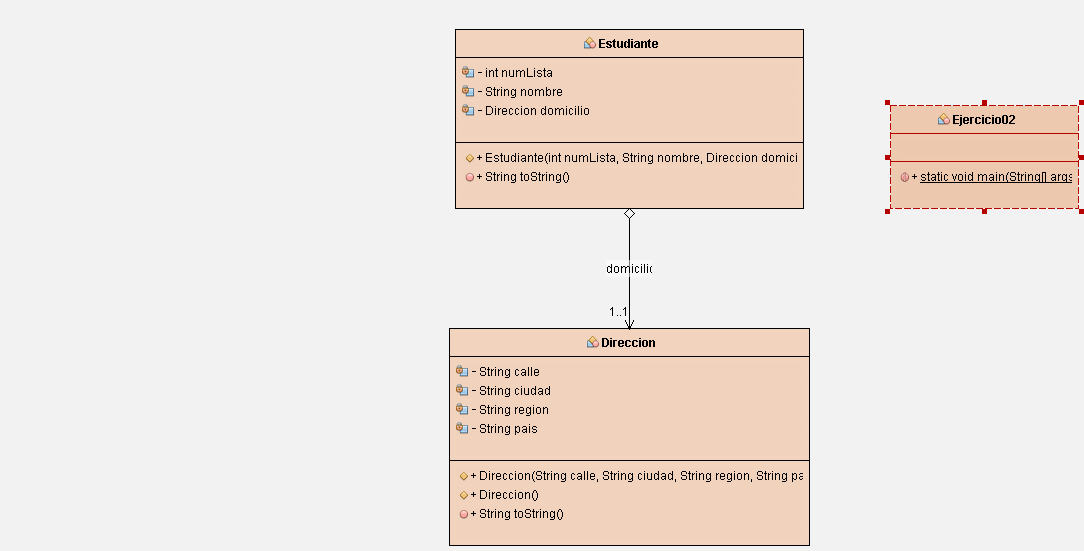 Estudiante
- int numLista
- String nombre
- Direccion domicilio
+ Estudiante(int numLista, String nombre, Direccion domici
+ String toString()
Ejercicio02
+ static void main(String[] args
domicilio
1..1
Direccion
- String calle
- String ciudad
- String region
- String pais
+ Direccion(String calle, String ciudad, String region, String pa
+ Direccion()
+ String toString()